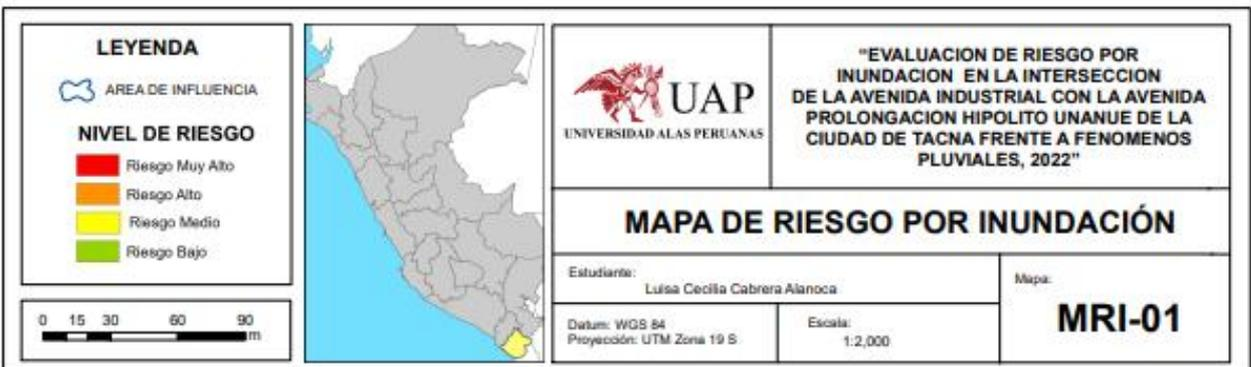 LEYENDA
AREA DE INFLUENCIA
NIVEL DE RIESGO
Riesgo Muy Alto
Riesgo Alto
Riesgo Medio
Riesgo Bajo
0 15 30 60 90
m
UAP
UNIVERSIDAD ALAS PERUANAS
“EVALUACION DE RIESGO POR
INUNDACION EN LA INTERSECCION
DE LA AVENIDA INDUSTRIAL CON LA AVENIDA
PROLONGACION HIPOLITO UNANUE DE LA
CIUDAD DE TACNA FRENTE A FENOMENOS
PLUVIALES, 2022”
MAPA DE RIESGO POR INUNDACIÓN
Estudiante:
Luisa Cecilia Cabrera Alanoca
Datum: WGS 84
Proyección: UTM Zona 19 S
Escala:
1:2,000
Mapa:
MRI-01